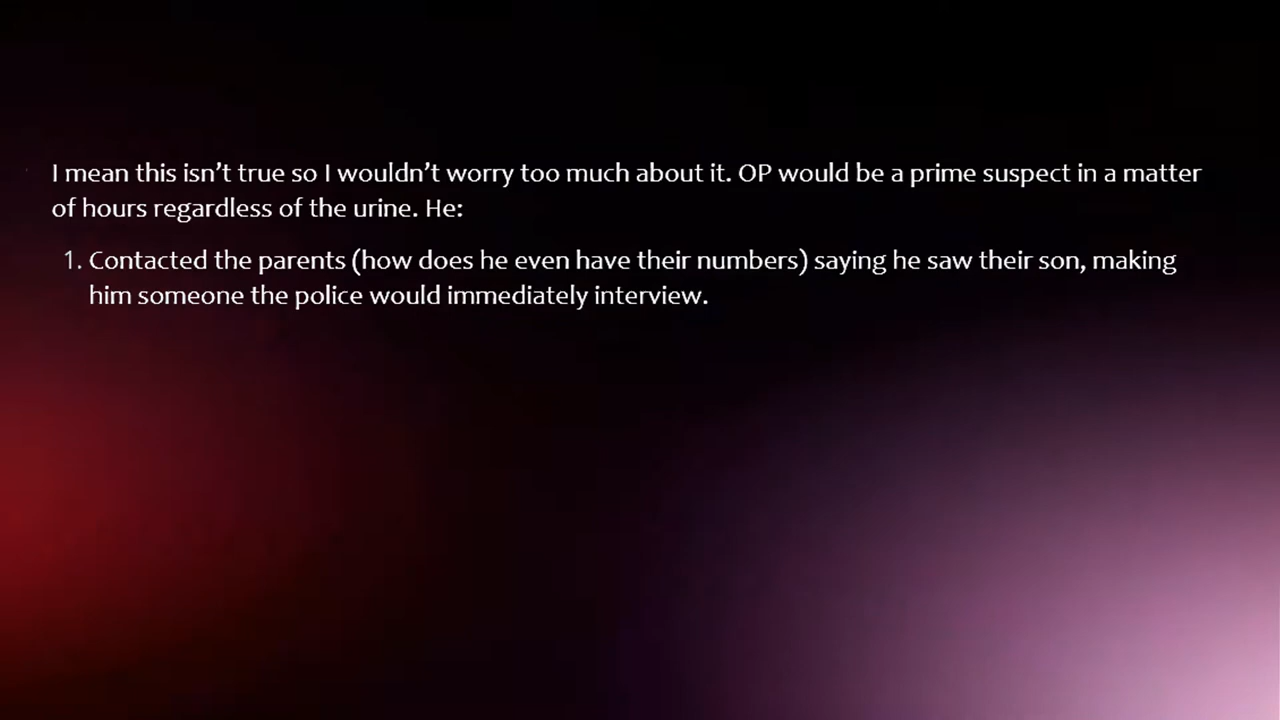 I mean this isn’t true so I wouldn’t worry too much about it. OP would be a prime suspect in a matter
of hours regardless of the urine. He:
1. Contacted the parents (how does he even have their numbers) saying he saw their son, making
him someone the police would immediately interview.